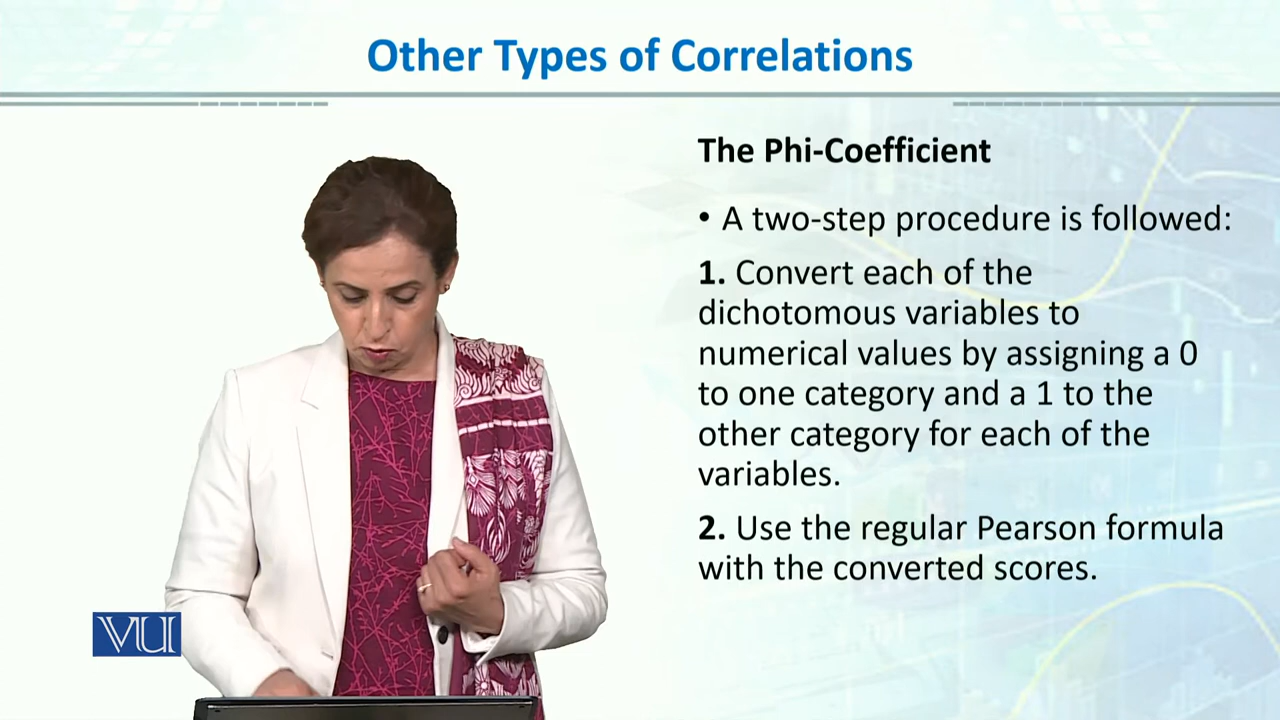 Other Types of Correlations
The Phi-Coefficient
• A two-step procedure is followed:
1. Convert each of the
dichotomous variables to
numerical values by assigning a 0
to one category and a 1 to the
other category for each of the
variables.
2. Use the regular Pearson formula
with the converted scores.
VU